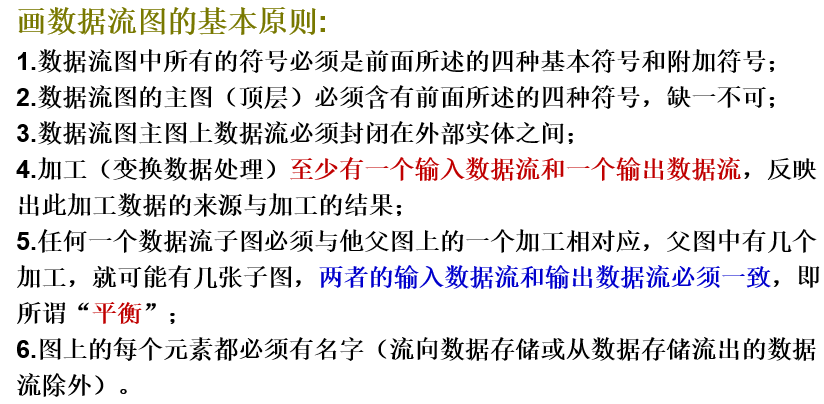 画数据流图的基本原则:
1.数据流图中所有的符号必须是前面所述的四种基本符号和附加符号；
2.数据流图的主图（顶层）必须含有前面所述的四种符号，缺一不可；
3.数据流图主图上数据流必须封闭在外部实体之间；
4.加工（变换数据处理）至少有一个输入数据流和一个输出数据流，反映
出此加工数据的来源与加工的结果；
5.任何一个数据流子图必须与他父图上的一个加工相对应，父图中有几个
加工，就可能有几张子图，两者的输入数据流和输出数据流必须一致，即
所谓“平衡”；
6.图上的每个元素都必须有名字（流向数据存储或从数据存储流出的数据
流除外）。